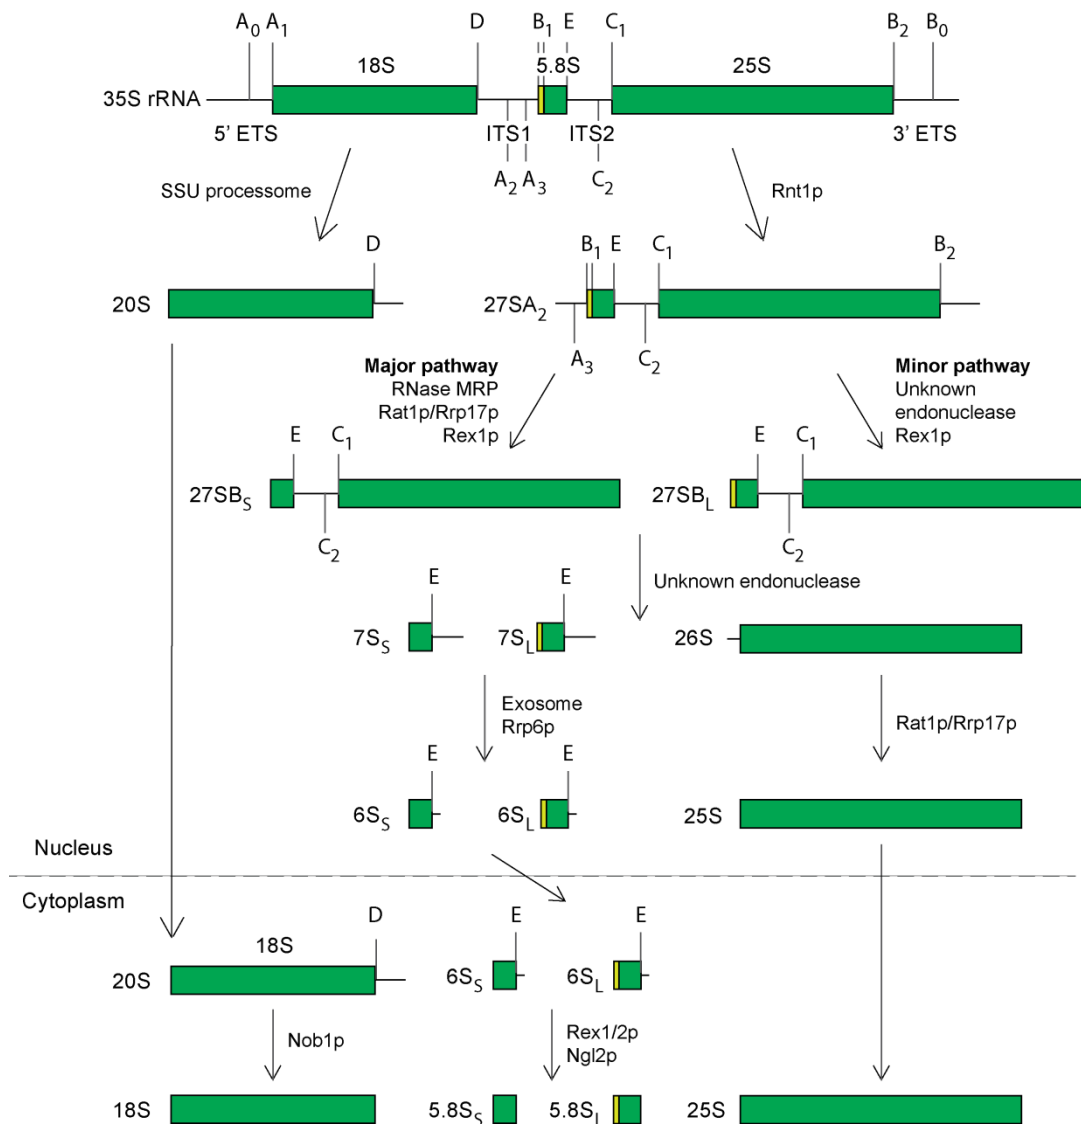 A0 A1 D B1 E C1 B2 B0
18S 5.8S 25S
35S rRNA
5’ ETS ITS1 ITS2 3’ ETS
A2 A3 C2
SSU processome Rnt1p
D B1 E C1 B2
20S 27SA2
A3 C2
Major pathway
RNase MRP
Rat1p/Rrp17p
Rex1p
Minor pathway
Unknown
endonuclease
Rex1p
E C1 E C1
27SBS 27SBL
C2 C2
Unknown endonuclease
E E
7SS 7SL 26S
Exosome
Rrp6p
Rat1p/Rrp17p
E E
6SS 6SL 25S
Nucleus
Cytoplasm
D E E
18S
20S 6SS 6SL
Nob1p
Rex1/2p
Ngl2p
18S 5.8SS 5.8SL 25S